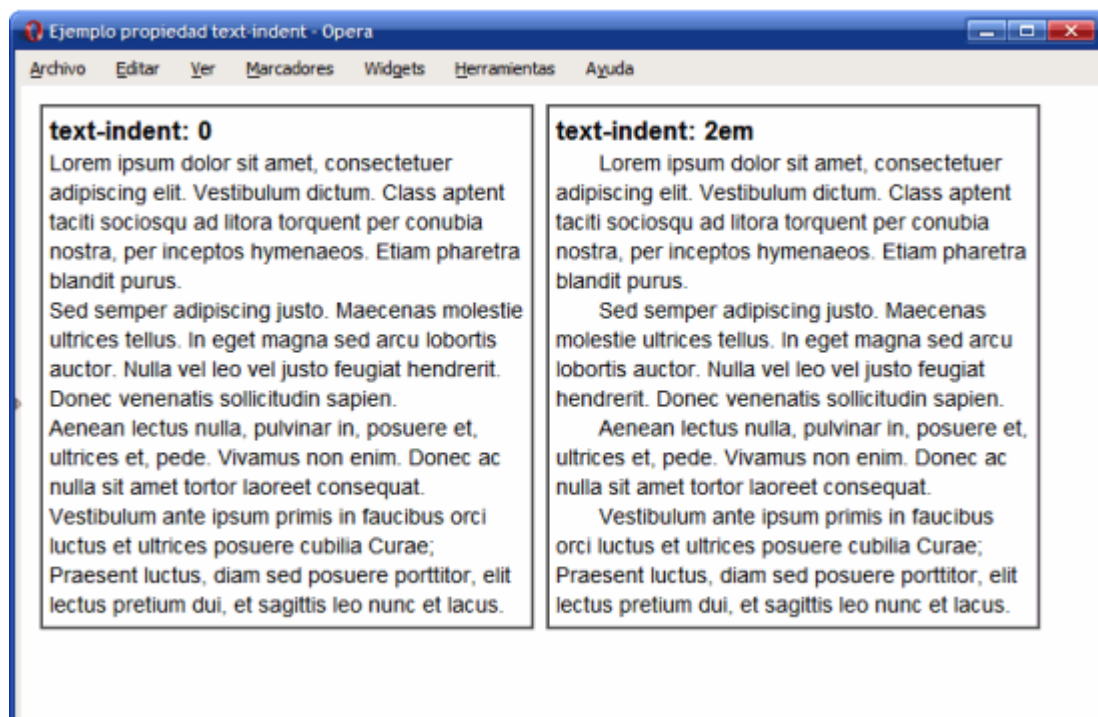 Ejemplo propiedad text-indent - Opera
Archivo Editar Ver Marcadores Widgets Herramientas Ayuda
text-indent: 0
Lorem ipsum dolor sit amet, consectetuer
adipiscing elit. Vestibulum dictum. Class aptent
taciti sociosqu ad litora torquent per conubia
nostra, per inceptos hymenaeos. Etiam pharetra
blandit purus.
Sed semper adipiscing justo. Maecenas molestie
ultrices tellus. In eget magna sed arcu lobortis
auctor. Nulla vel leo vel justo feugiat hendrerit.
Donec venenatis sollicitudin sapien.
Aenean lectus nulla, pulvinar in, posuere et,
ultrices et, pede. Vivamus non enim. Donec ac
nulla sit amet tortor laoreet consequat.
Vestibulum ante ipsum primis in faucibus orci
luctus et ultrices posuere cubilia Curae;
Praesent luctus, diam sed posuere porttitor, elit
lectus pretium dui, et sagittis leo nunc et lacus.
text-indent: 2em
Lorem ipsum dolor sit amet, consectetuer
adipiscing elit. Vestibulum dictum. Class aptent
taciti sociosqu ad litora torquent per conubia
nostra, per inceptos hymenaeos. Etiam pharetra
blandit purus.
Sed semper adipiscing justo. Maecenas
molestie ultrices tellus. In eget magna sed arcu
lobortis auctor. Nulla vel leo vel justo feugiat
hendrerit. Donec venenatis sollicitudin sapien.
Aenean lectus nulla, pulvinar in, posuere et,
ultrices et, pede. Vivamus non enim. Donec ac
nulla sit amet tortor laoreet consequat.
Vestibulum ante ipsum primis in faucibus
orci luctus et ultrices posuere cubilia Curae;
Praesent luctus, diam sed posuere porttitor, elit
lectus pretium dui, et sagittis leo nunc et lacus.